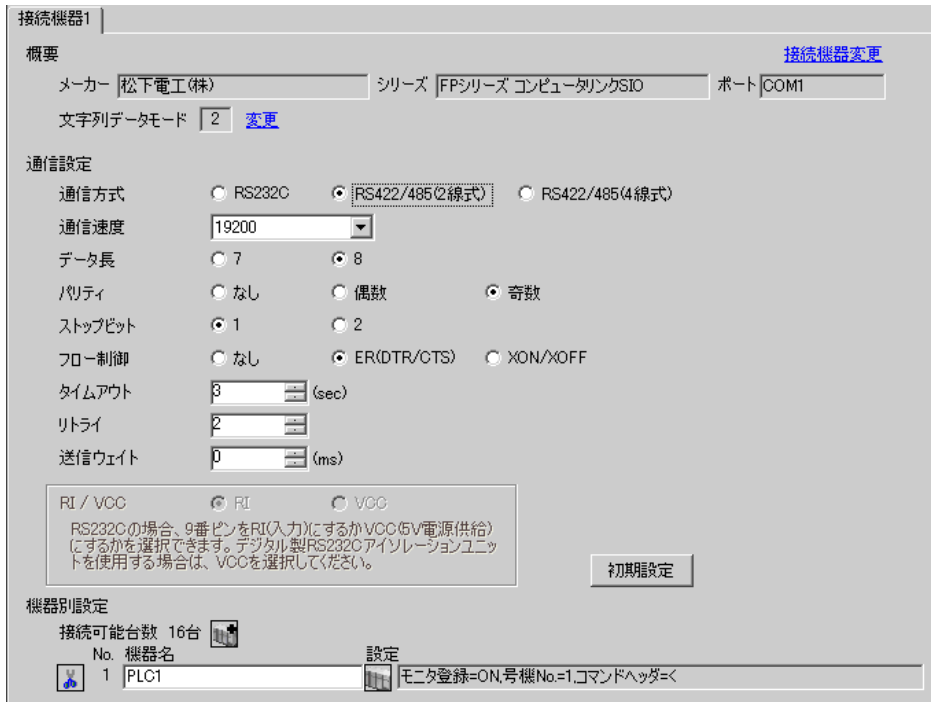 接続機器1
概要 接続機器変更
メーカー 松下電工(株) シリーズ FPシリーズ コンピュータリンクSIO ポート COM1
文字列データモード 2 変更
通信設定
通信方式 RS232C RS422/485(2線式) RS422/485(4線式)
通信速度 19200
データ長 7 8
パリティ なし 偶数 奇数
ストップビット 1 2
フロー制御 なし ER(DTR/CTS) XON/XOFF
タイムアウト 3 (sec)
リトライ 2
送信ウェイト 0 (ms)
RI / VCC RI VCC
RS232Cの場合、9番ピンをRI(入力)にするかVCC(5V電源供給)
にするかを選択できます。デジタル製RS232Cアイソレーションユニッ
トを使用する場合は、VCCを選択してください。
初期設定
機器別設定
接続可能台数 16台
No. 機器名 設定
1 PLC1 モニタ登録=ON,号機No.=1,コマンドヘッダ=<